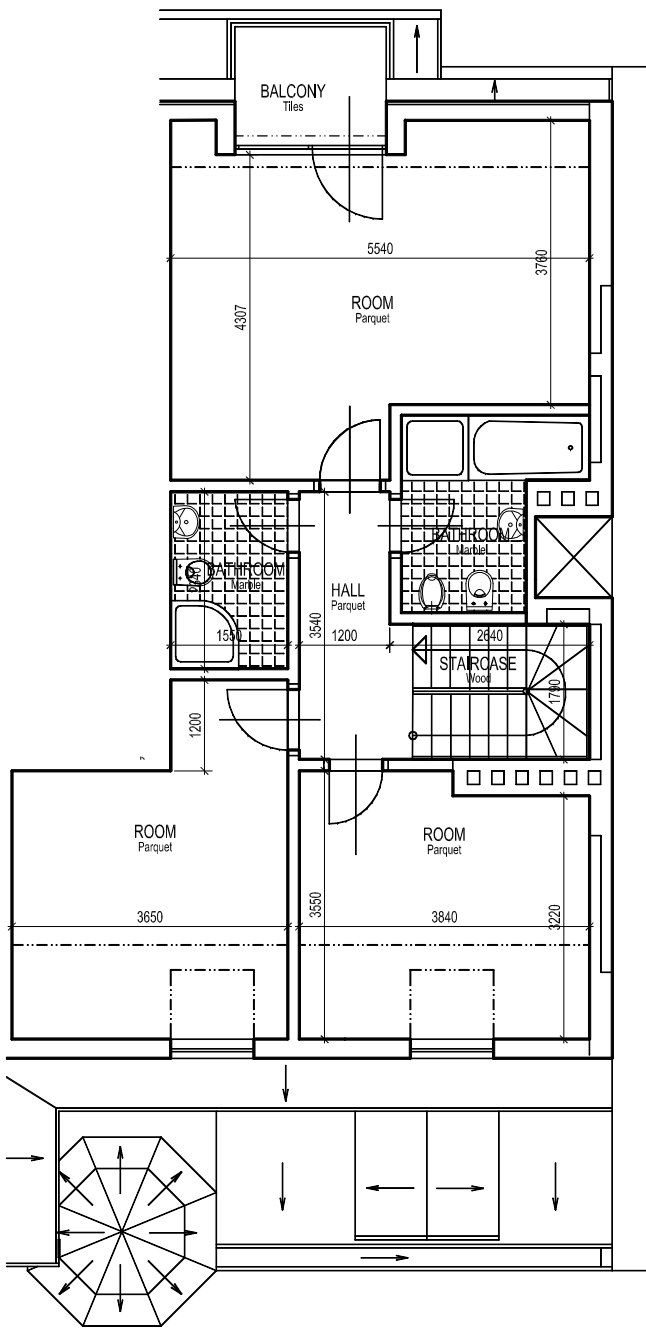 BALCONY
Tiles
5540
3760
4307
ROOM
Parquet
BATHROOM
Marble
BATHROOM
Marble
HALL
Parquet
3540
1550
1200
2640
STAIRCASE
Wood
1790
1200
ROOM
Parquet
ROOM
Parquet
3650
3550
3840
3220